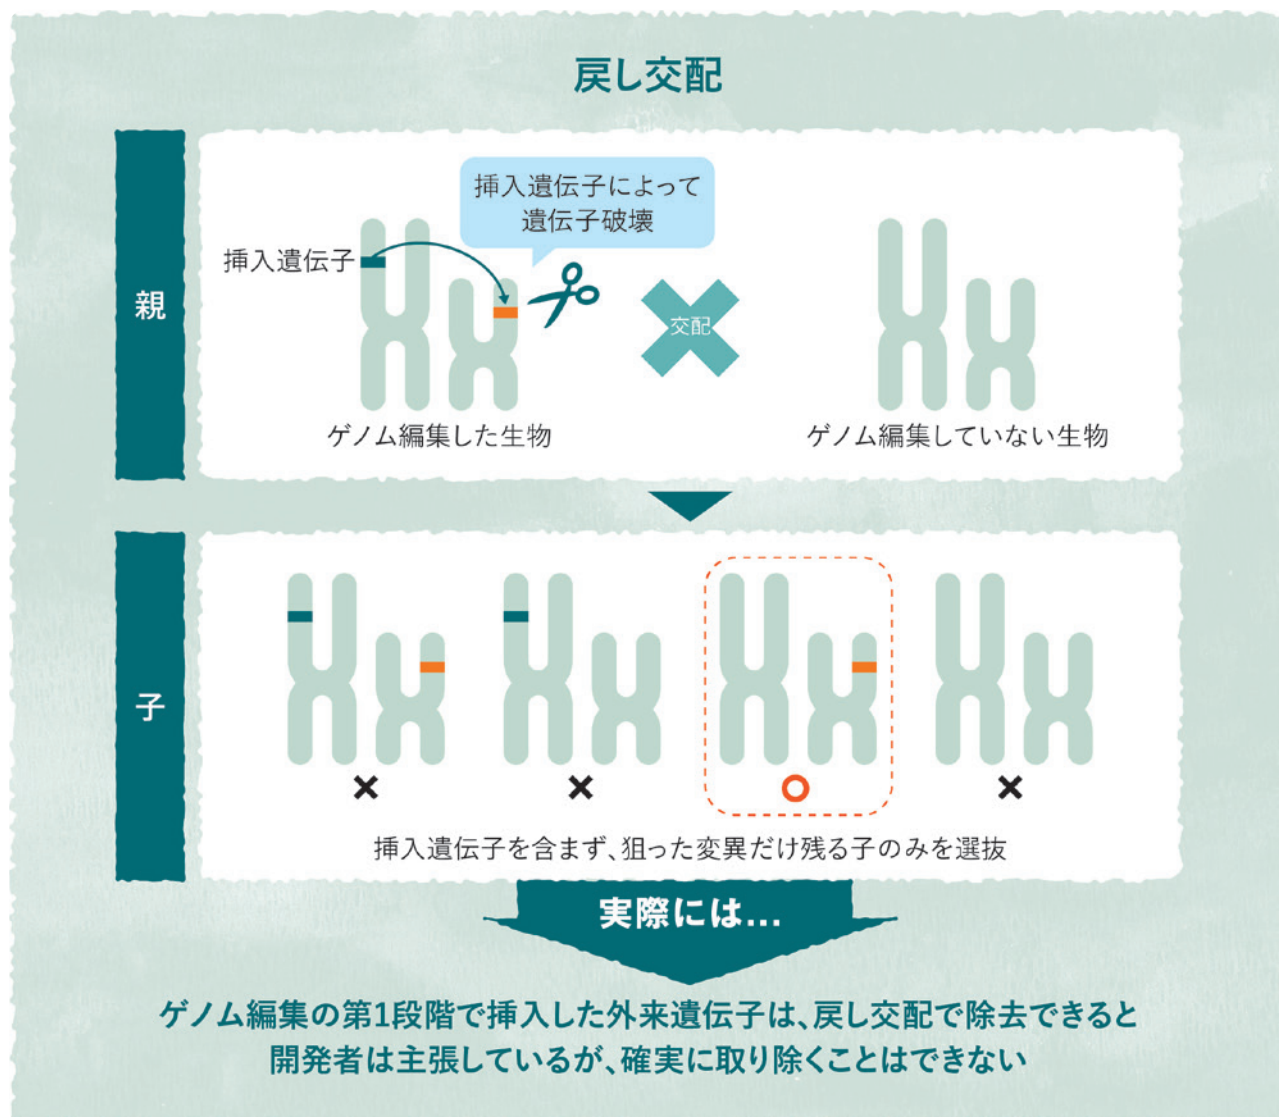 戻し交配
親
挿入遺伝子によって
遺伝子破壊
挿入遺伝子
交配
ゲノム編集した生物
ゲノム編集していない生物
子
挿入遺伝子を含まず、狙った変異だけ残る子のみを選抜
実際には…
ゲノム編集の第1段階で挿入した外来遺伝子は、戻し交配で除去できると
開発者は主張しているが、確実に取り除くことはできない